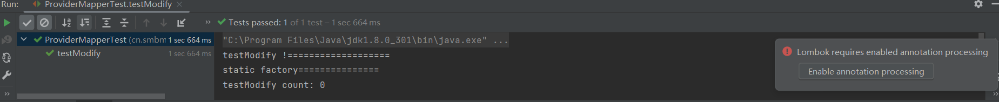 Run: ProviderMapperTest.testModify ×
Tests passed: 1 of 1 test – 1 sec 664 ms
ProviderMapperTest (cn.smbm 1 sec 664 ms
testModify 1 sec 664 ms
"C:\Program Files\Java\jdk1.8.0_301\bin\java.exe" ...
testModify !===================
static factory===============
testModify count: 0
Lombok requires enabled annotation processing
Enable annotation processing